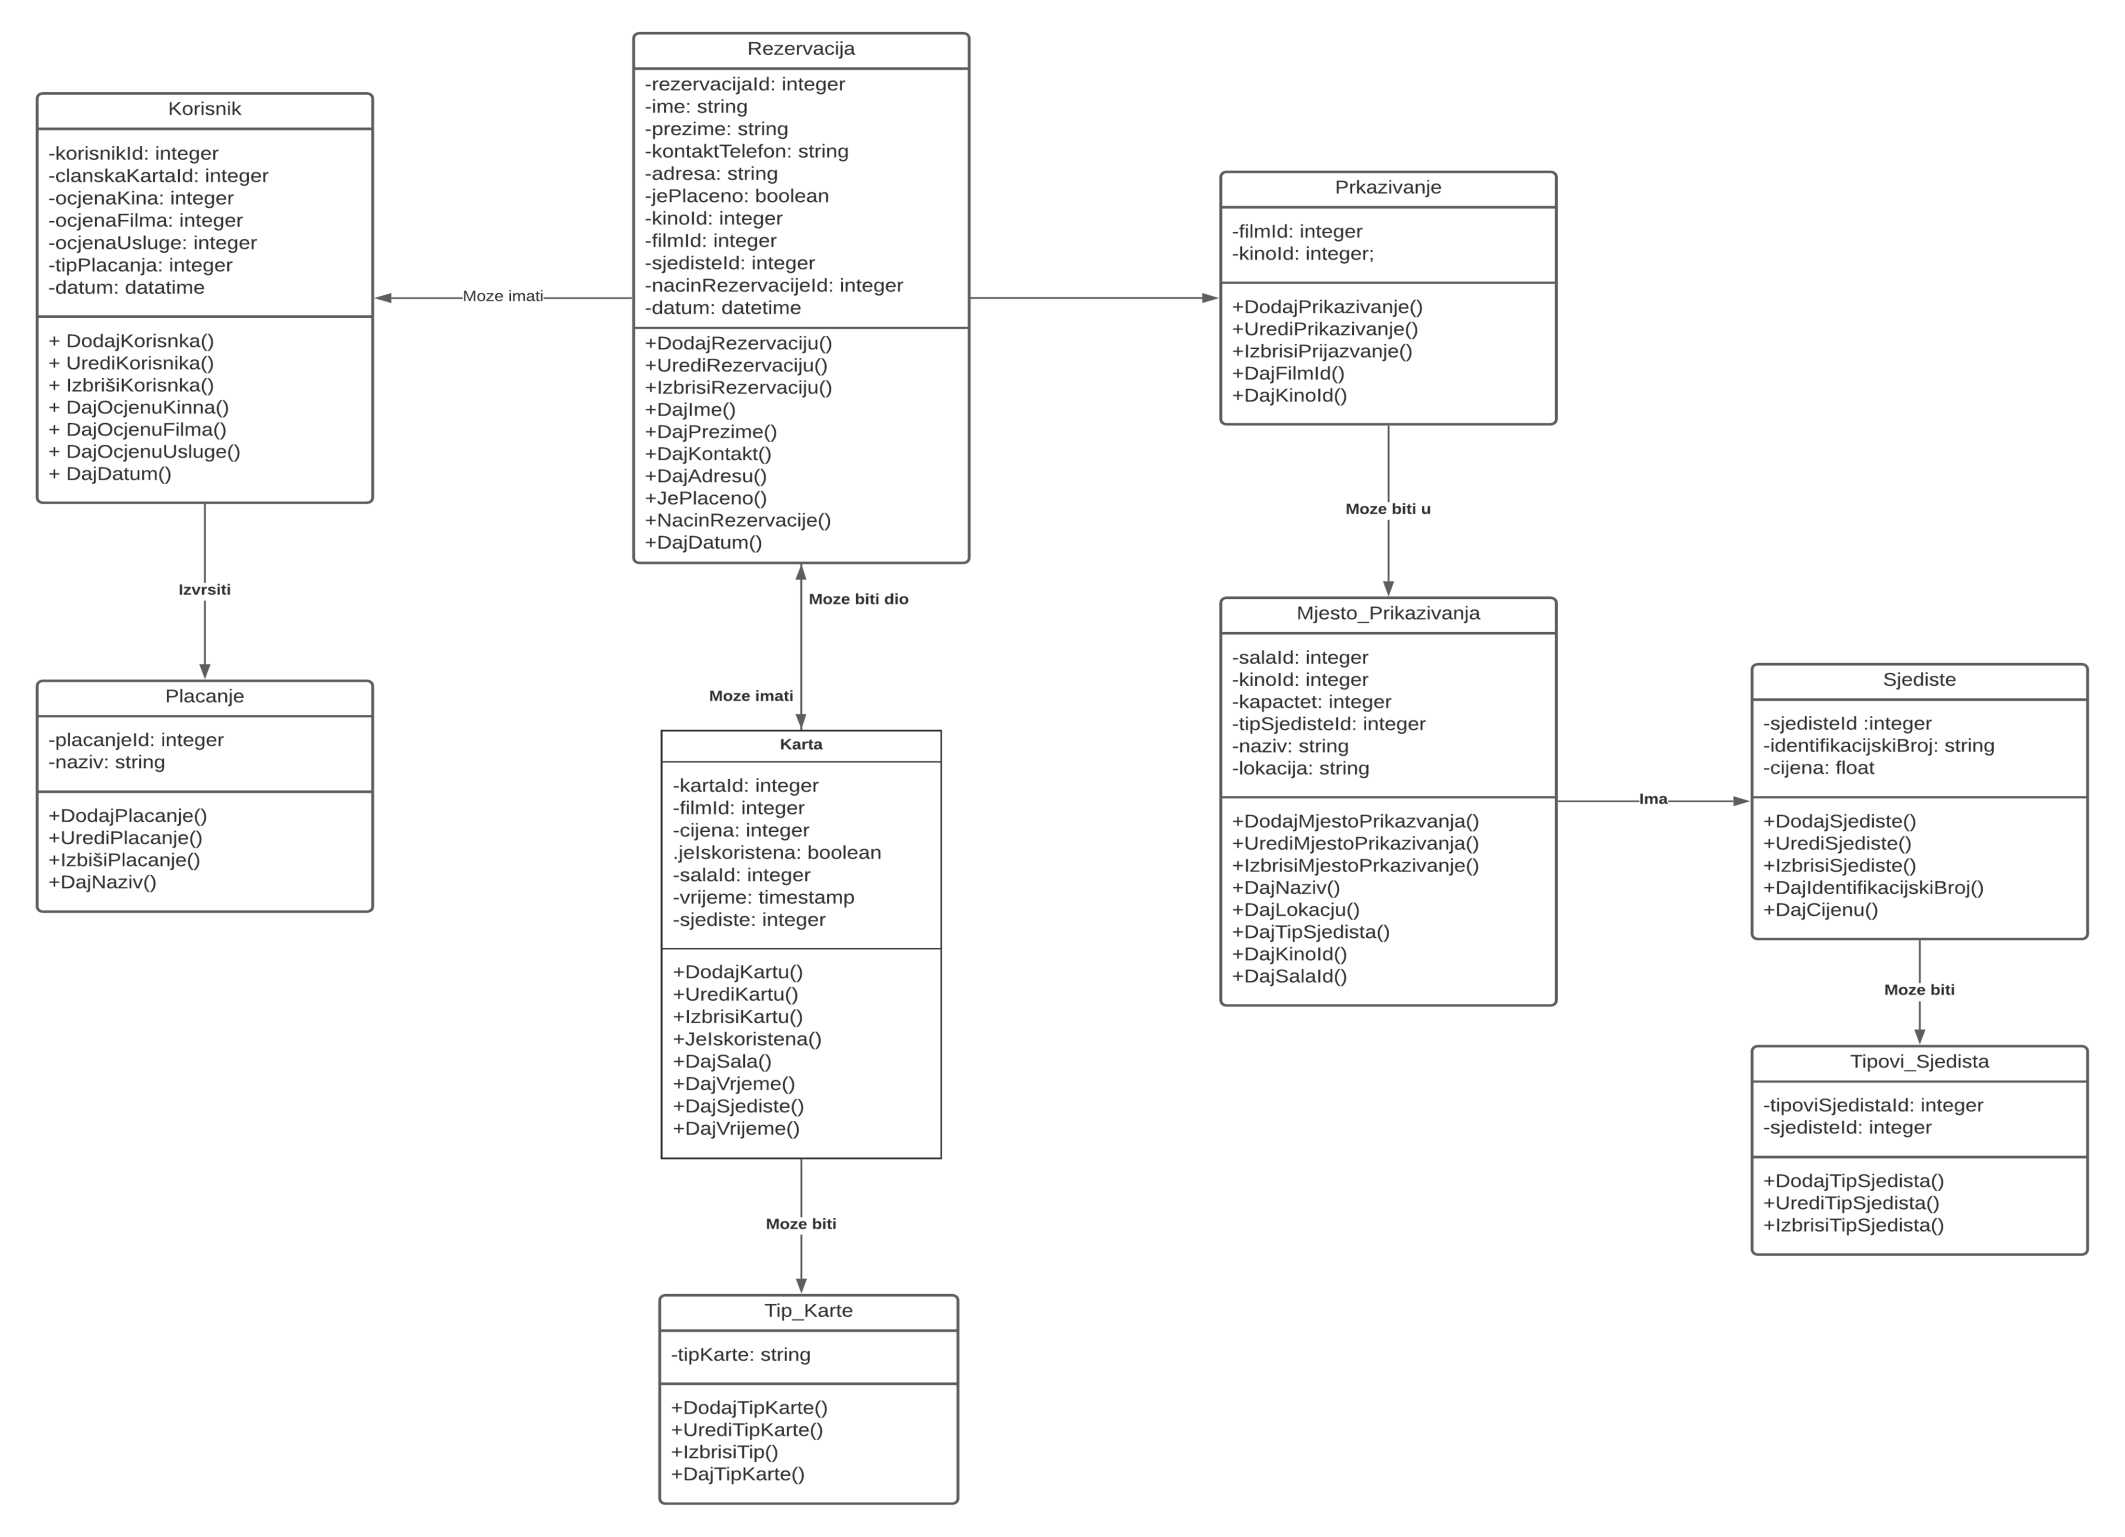 Korisnik
-korisnikId: integer
-clanskaKartaId: integer
-ocjenaKina: integer
-ocjenaFilma: integer
-ocjenaUsluge: integer
-tipPlacanja: integer
-datum: datatime
+ DodajKorisnka()
+ UrediKorisnika()
+ IzbrišiKorisnka()
+ DajOcjenuKinna()
+ DajOcjenuFilma()
+ DajOcjenuUsluge()
+ DajDatum()
Izvrsiti
Placanje
-placanjeId: integer
-naziv: string
+DodajPlacanje()
+UrediPlacanje()
+IzbišiPlacanje()
+DajNaziv()
Moze imati
Rezervacija
-rezervacijaId: integer
-ime: string
-prezime: string
-kontaktTelefon: string
-adresa: string
-jePlaceno: boolean
-kinoId: integer
-filmId: integer
-sjedisteId: integer
-nacinRezervacijeId: integer
-datum: datetime
+DodajRezervaciju()
+UrediRezervaciju()
+IzbrisiRezervaciju()
+DajIme()
+DajPrezime()
+DajKontakt()
+DajAdresu()
+JePlaceno()
+NacinRezervacije()
+DajDatum()
Moze biti dio
Moze imati
Karta
-kartaId: integer
-filmId: integer
-cijena: integer
.jeIskoristena: boolean
-salaId: integer
-vrijeme: timestamp
-sjediste: integer
+DodajKartu()
+UrediKartu()
+IzbrisiKartu()
+JeIskoristena()
+DajSala()
+DajVrjeme()
+DajSjediste()
+DajVrijeme()
Moze biti
Tip_Karte
-tipKarte: string
+DodajTipKarte()
+UrediTipKarte()
+IzbrisiTip()
+DajTipKarte()
Prkazivanje
-filmId: integer
-kinoId: integer;
+DodajPrikazivanje()
+UrediPrikazivanje()
+IzbrisiPrijazvanje()
+DajFilmId()
+DajKinoId()
Moze biti u
Mjesto_Prikazivanja
-salaId: integer
-kinoId: integer
-kapactet: integer
-tipSjedisteId: integer
-naziv: string
-lokacija: string
+DodajMjestoPrikazvanja()
+UrediMjestoPrikazivanja()
+IzbrisiMjestoPrkazivanje()
+DajNaziv()
+DajLokacju()
+DajTipSjedista()
+DajKinoId()
+DajSalaId()
Ima
Sjediste
-sjedisteId :integer
-identifikacijskiBroj: string
-cijena: float
+DodajSjediste()
+UrediSjediste()
+IzbrisiSjediste()
+DajIdentifikacijskiBroj()
+DajCijenu()
Moze biti
Tipovi_Sjedista
-tipoviSjedistaId: integer
-sjedisteId: integer
+DodajTipSjedista()
+UrediTipSjedista()
+IzbrisiTipSjedista()